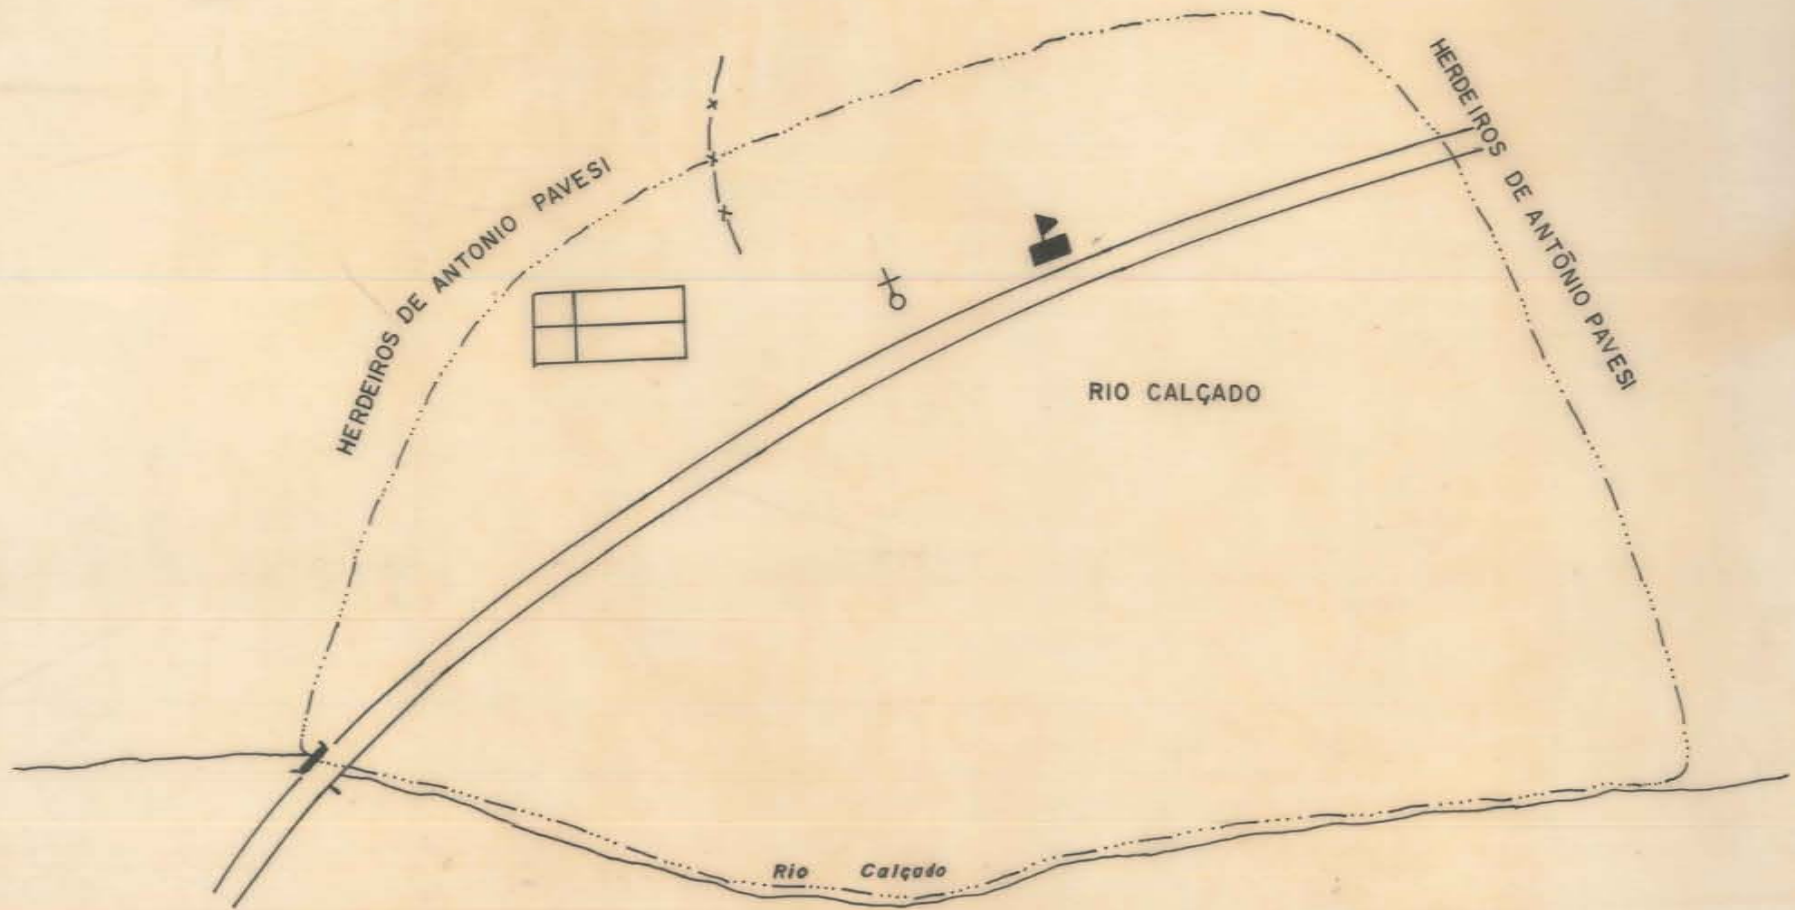 HERDEIROS DE ANTONIO PAVESI
HERDEIROS DE ANTÔNIO PAVESI
RIO CALÇADO
Rio Calçado